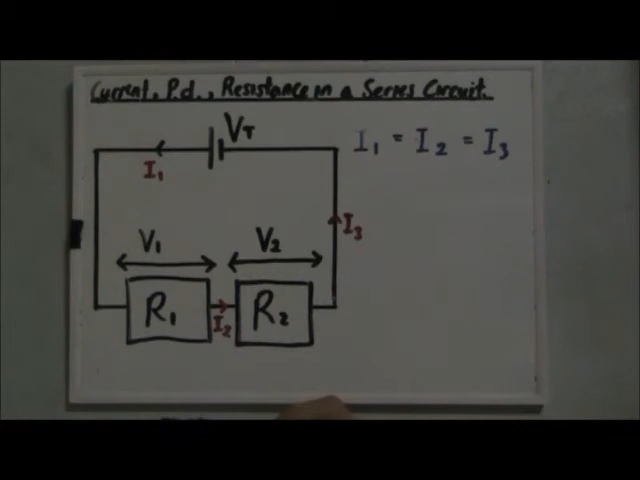 Current, P.d., Resistance in a Series Circuit.
VT
I1 = I2 = I3
I1
I3
V1
V2
R1
I2
R2